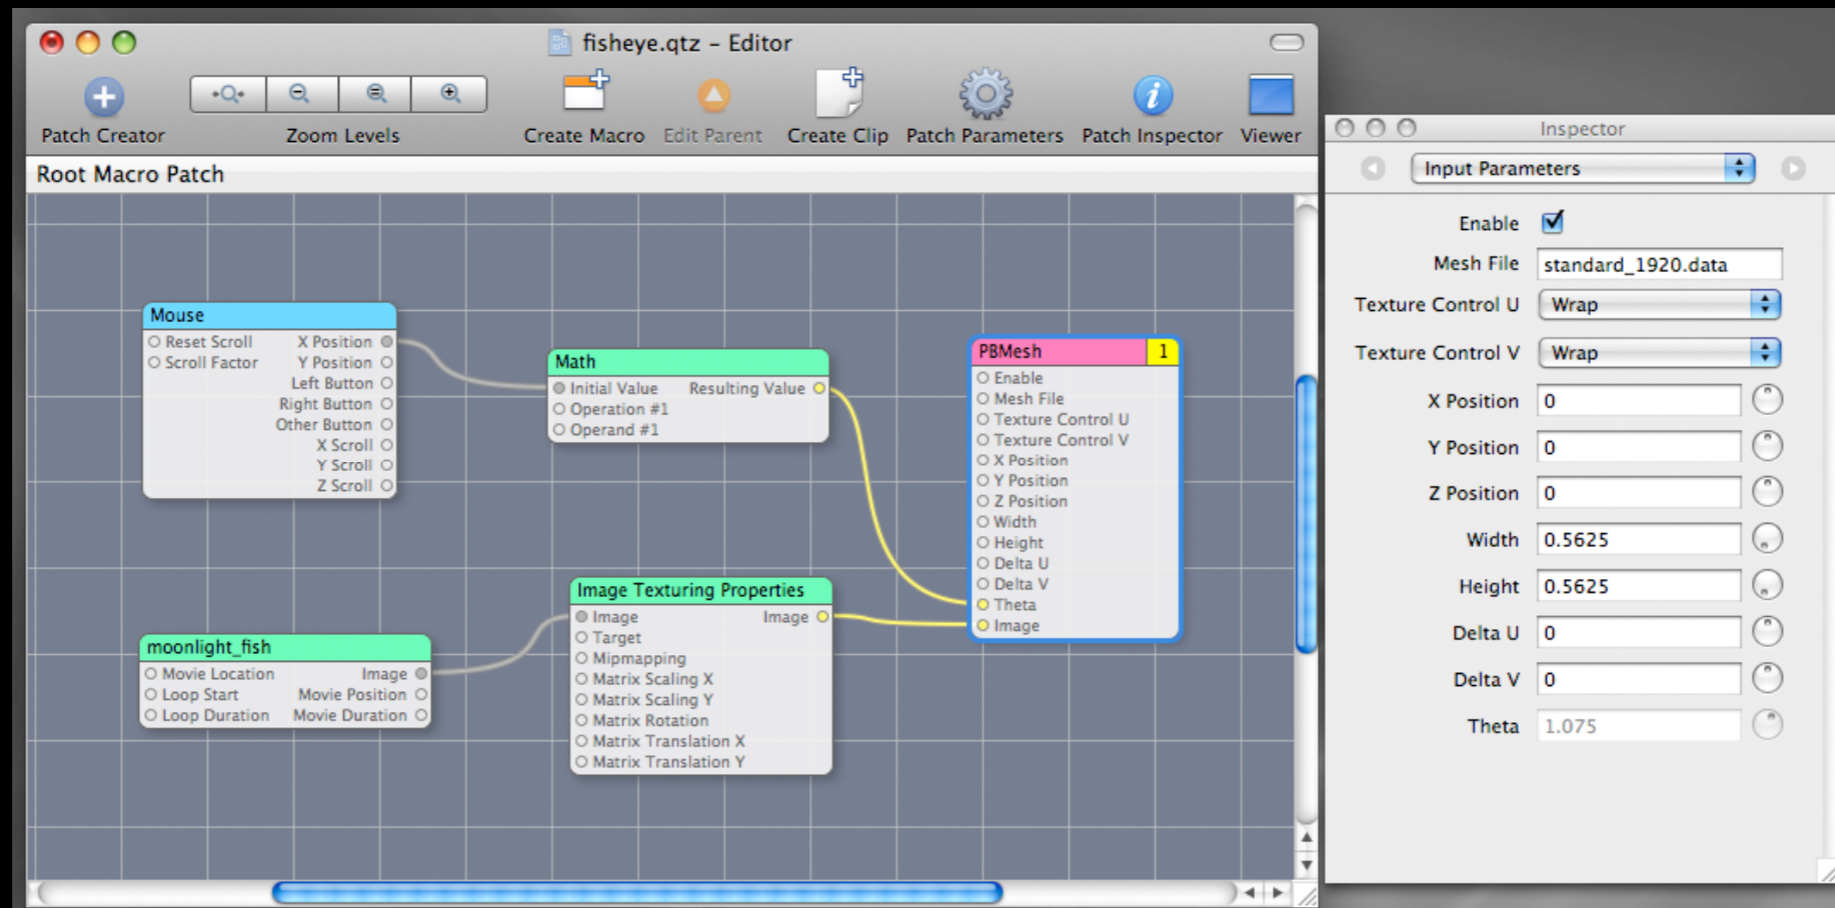 fisheye.qtz – Editor
Patch Creator
Zoom Levels
Create Macro
Edit Parent
Create Clip
Patch Parameters
Patch Inspector
Viewer
Root Macro Patch
Mouse
Reset Scroll X Position
Scroll Factor Y Position
Left Button
Right Button
Other Button
X Scroll
Y Scroll
Z Scroll
Math
Initial Value Resulting Value
Operation #1
Operand #1
PBMesh 1
Enable
Mesh File
Texture Control U
Texture Control V
X Position
Y Position
Z Position
Width
Height
Delta U
Delta V
Theta
Image
Image Texturing Properties
Image Image
Target
Mipmapping
Matrix Scaling X
Matrix Scaling Y
Matrix Rotation
Matrix Translation X
Matrix Translation Y
moonlight_fish
Movie Location Image
Loop Start Movie Position
Loop Duration Movie Duration
Inspector
Input Parameters
Enable
Mesh File standard_1920.data
Texture Control U Wrap
Texture Control V Wrap
X Position 0
Y Position 0
Z Position 0
Width 0.5625
Height 0.5625
Delta U 0
Delta V 0
Theta 1.075